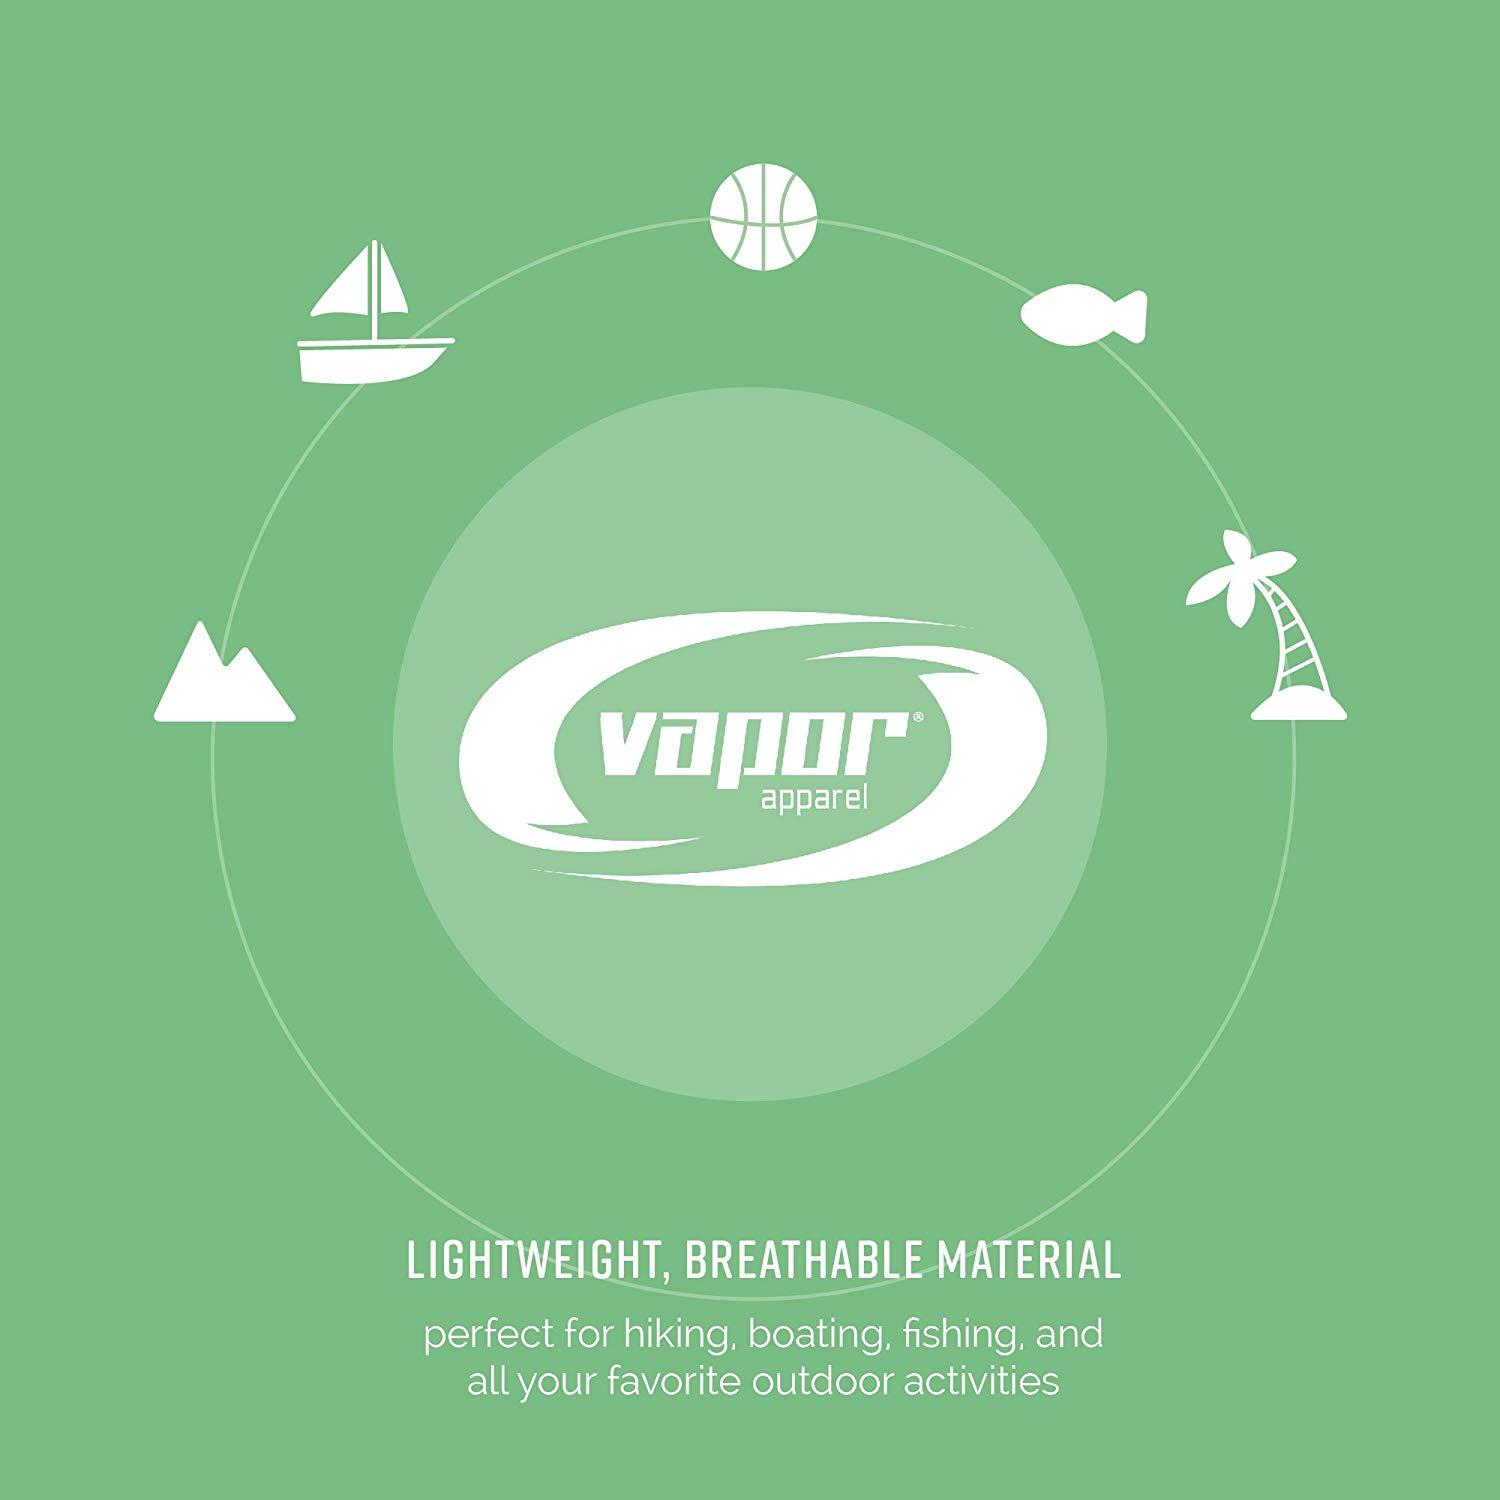 vapor®
apparel
LIGHTWEIGHT, BREATHABLE MATERIAL
perfect for hiking, boating, fishing, and
all your favorite outdoor activities